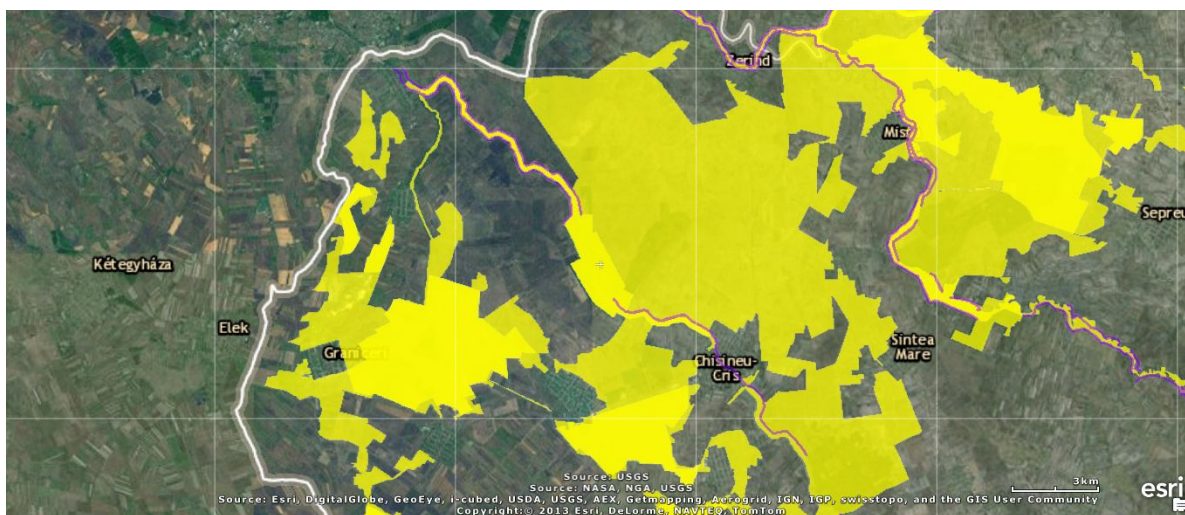 Zerind
Mis
Sepreu
Kétegyháza
Elek
Graniceri
Sintea
Mare
Chisineu-
Cris
Source: USGS
Source: NASA, NGA, USGS
3km
Source: Esri, DigitalGlobe, GeoEye, i-cubed, USDA, USGS, AEX, Getmapping, Aerogrid, IGN, IGP, swisstopo, and the GIS User Community
esri
Copyright:© 2013 Esri, DeLorme, NAVTEQ, TomTom